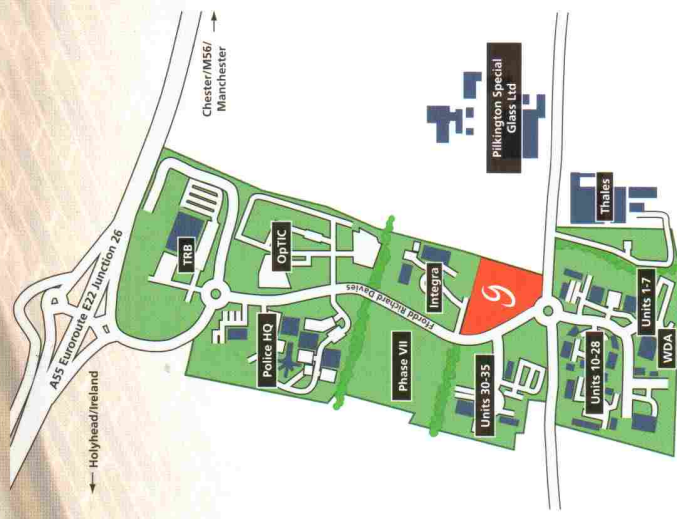 Chester/M56/
Manchester
A55 Euroroute E22 Junction 26
Holyhead/Ireland
TRB
OpTIC
Police HQ
Ffordd Richard Davies
Integra
Phase VII
Units 30-35
Pilkington Special
Glass Ltd
Thales
Units 1-7
Units 10-28
WDA